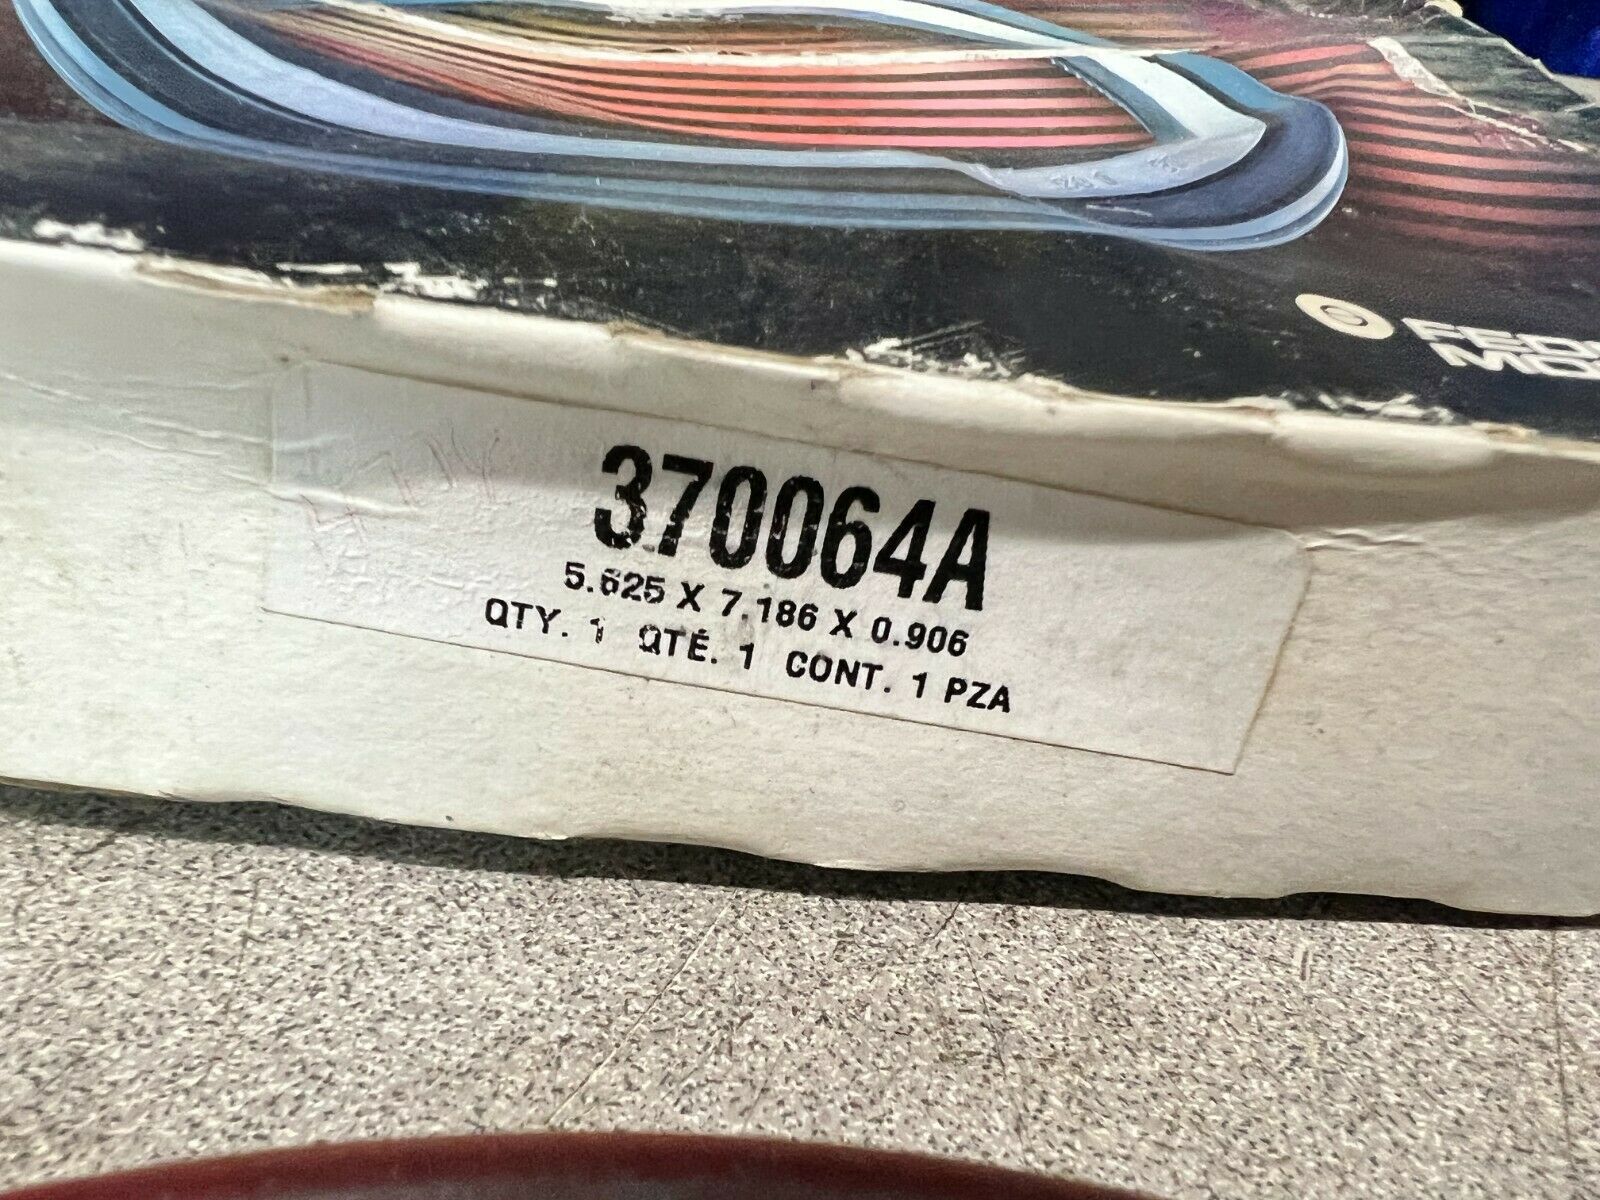 370064A
5.625 X 7.186 X 0.906
QTY. 1 QTÉ. 1 CONT. 1 PZA